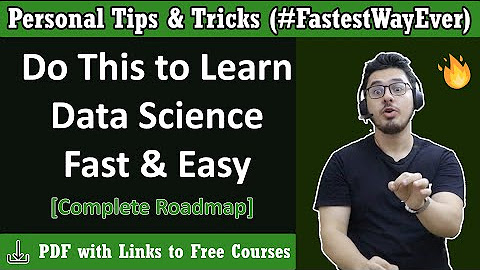 Personal Tips & Tricks (#FastestWayEver)
Do This to Learn
Data Science
Fast & Easy
[Complete Roadmap]
PDF with Links to Free Courses